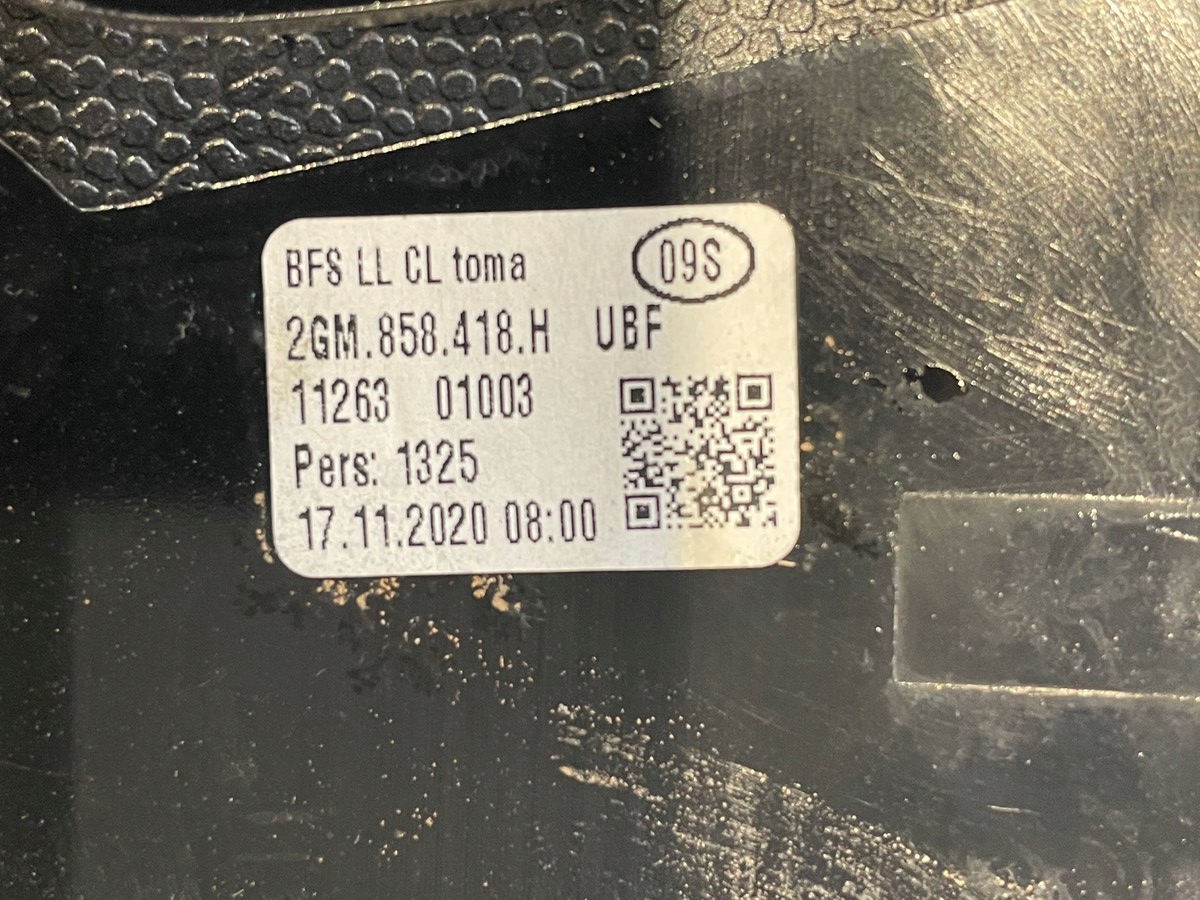 BFS LL CL toma 09S
2GM.858.418.H UBF
11263 01003
Pers: 1325
17.11.2020 08:00